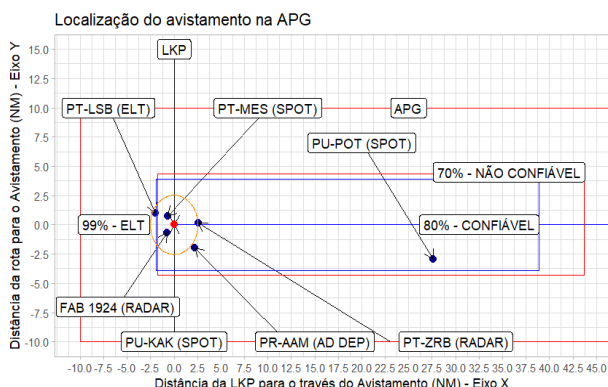 Localização do avistamento na APG
Distância da rota para o Avistamento (NM) - Eixo Y
15.0
12.5
10.0
7.5
5.0
2.5
0.0
-2.5
-5.0
-7.5
-10.0
LKP
PT-LSB (ELT)
PT-MES (SPOT)
APG
PU-POT (SPOT)
70% - NÃO CONFIÁVEL
99% - ELT
80% - CONFIÁVEL
FAB 1924 (RADAR)
PU-KAK (SPOT)
PR-AAM (AD DEP)
PT-ZRB (RADAR)
-10.0 -7.5 -5.0 -2.5 0.0 2.5 5.0 7.5 10.0 12.5 15.0 17.5 20.0 22.5 25.0 27.5 30.0 32.5 35.0 37.5 40.0 42.5 45.0
Distância da LKP para o través do Avistamento (NM) - Eixo X